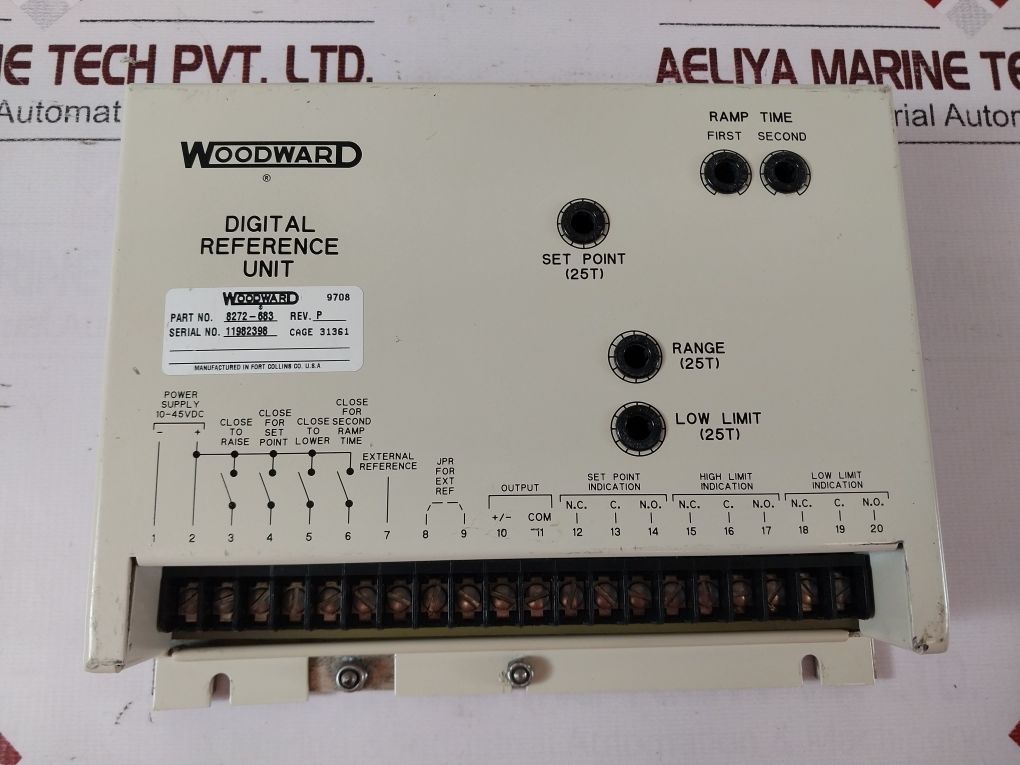 NE TECH PVT. LTD.
AELIYA MARINE TE
Automat
rial Autom
WOODWARD
®
DIGITAL
REFERENCE
UNIT
WOODWARD
®
9708
PART NO. 8272-683 REV. P
SERIAL NO. 11982398 CAGE 31361
MANUFACTURED IN FORT COLLINS CO. U.S.A
RAMP TIME
FIRST SECOND
SET POINT
(25T)
RANGE
(25T)
LOW LIMIT
(25T)
POWER
SUPPLY
10-45VDC
- +
CLOSE
TO
RAISE
CLOSE
FOR
SET
POINT
CLOSE
TO
LOWER
CLOSE
FOR
SECOND
RAMP
TIME
EXTERNAL
REFERENCE
JPR
FOR
EXT
REF
OUTPUT
+/- COM
SET POINT
INDICATION
N.C. C. N.O.
HIGH LIMIT
INDICATION
N.C. C. N.O.
LOW LIMIT
INDICATION
N.C. C. N.O.
1 2 3 4 5 6 7 8 9 10 11 12 13 14 15 16 17 18 19 20